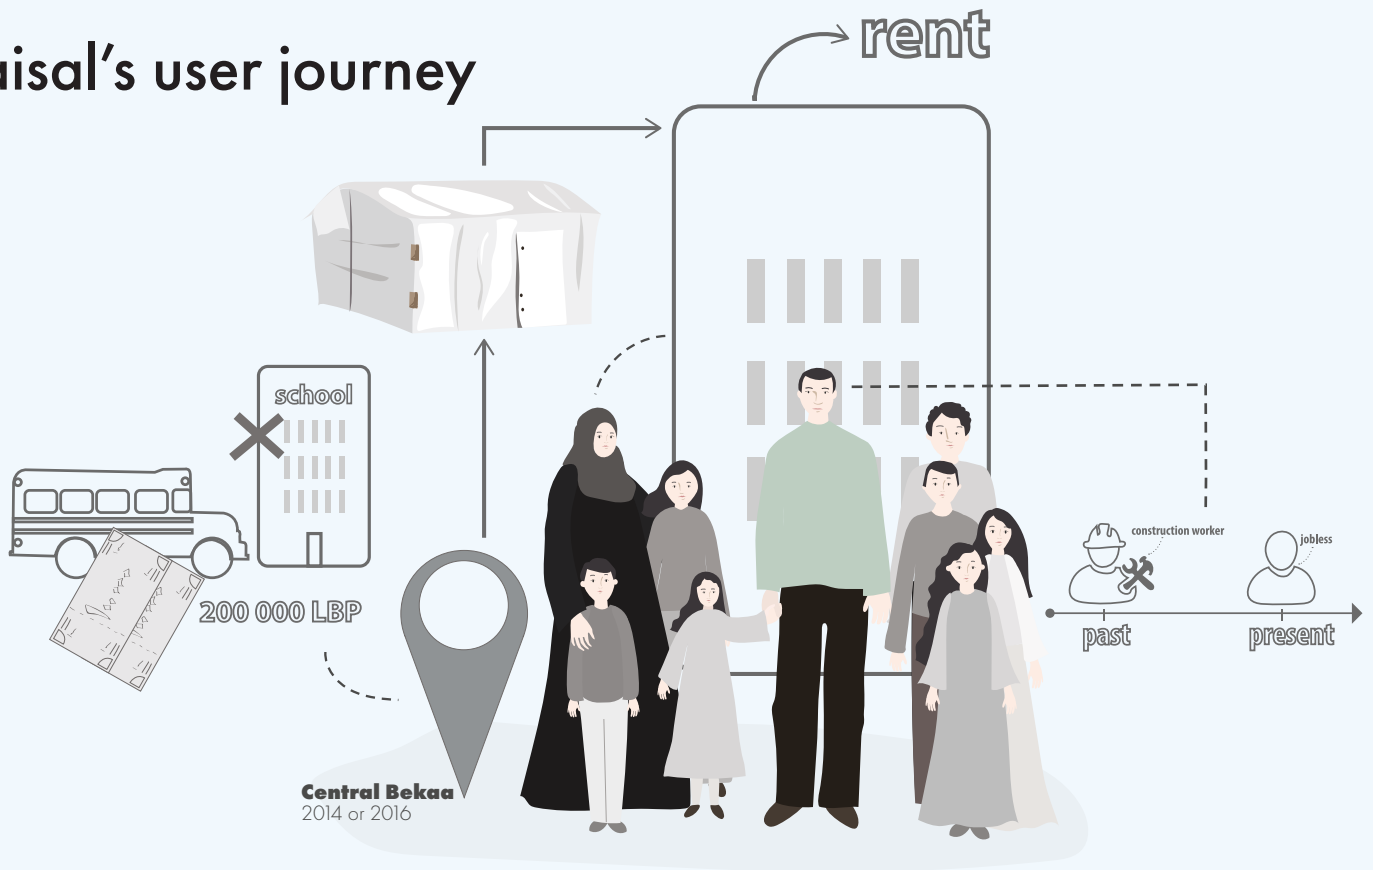 aisal's user journey
rent
school
200 000 LBP
Central Bekaa
2014 or 2016
construction worker
jobless
past
present